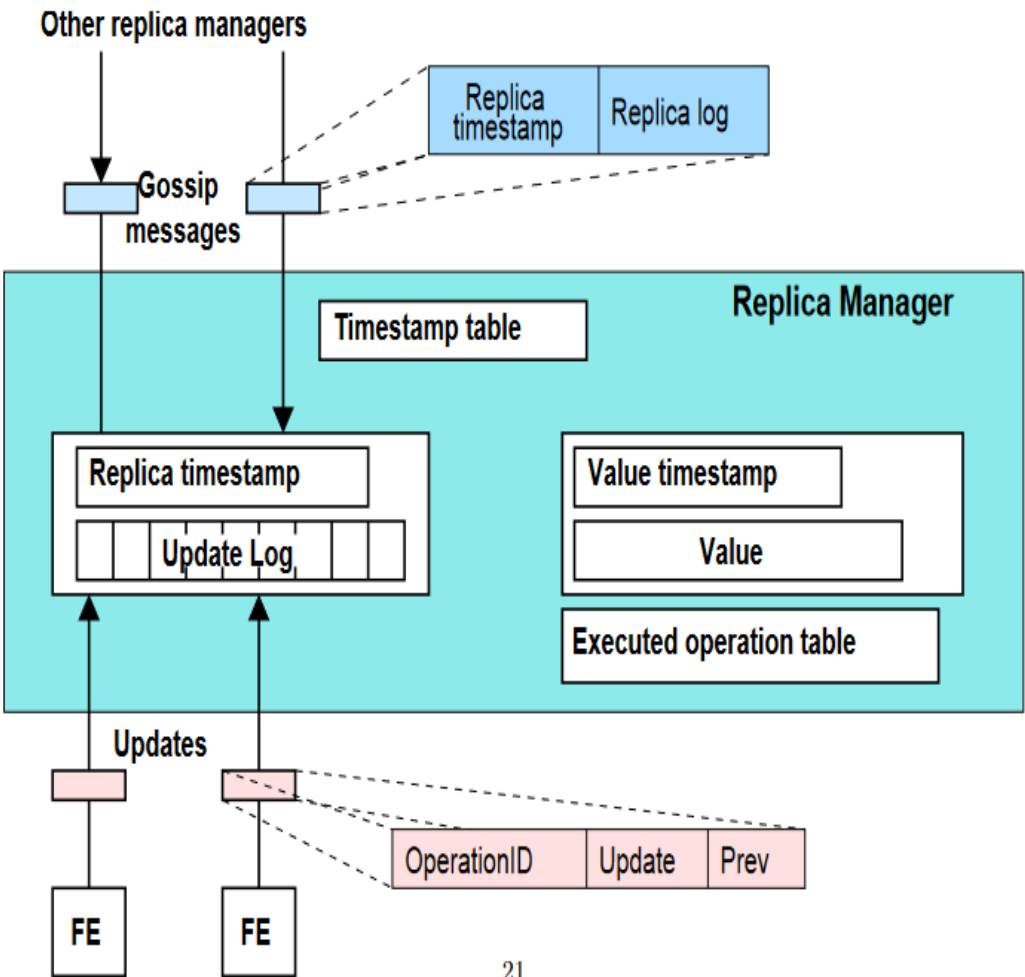 Other replica managers
Replica
timestamp
Replica log
Gossip
messages
Replica Manager
Timestamp table
Replica timestamp
Update Log
Value timestamp
Value
Executed operation table
Updates
OperationID
Update
Prev
FE
FE
21